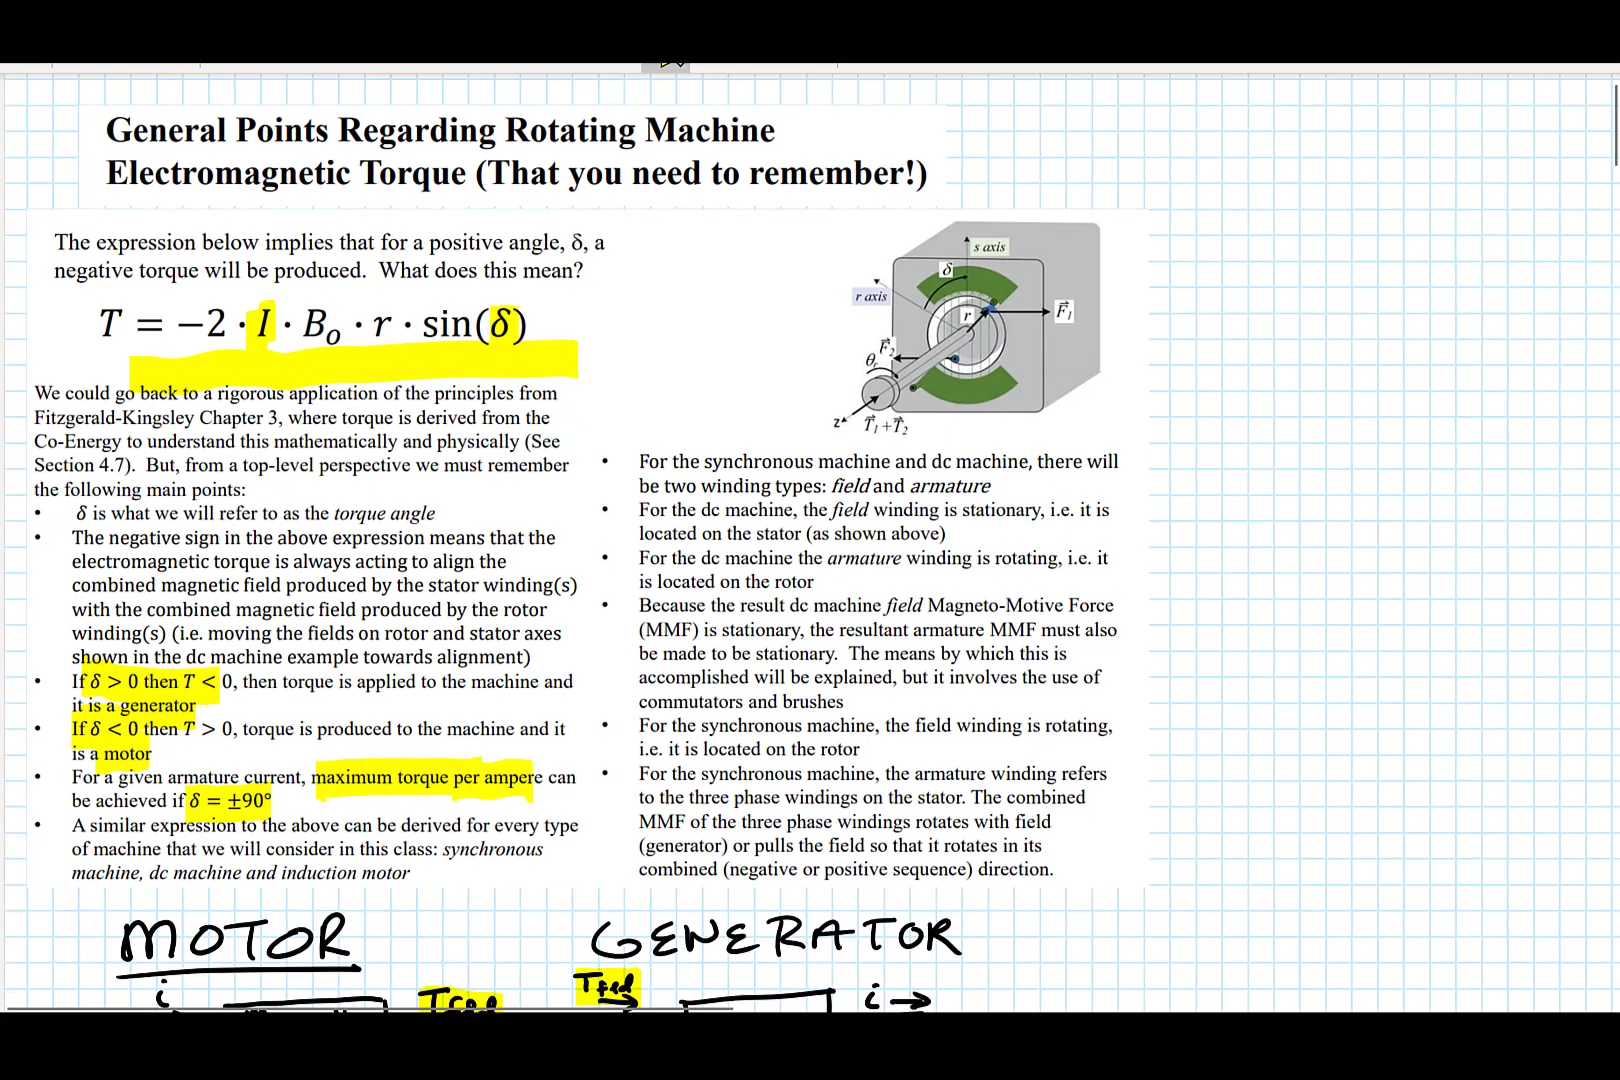 General Points Regarding Rotating Machine
Electromagnetic Torque (That you need to remember!)
The expression below implies that for a positive angle, δ, a
negative torque will be produced. What does this mean?
T = −2 · I · Bₒ · r · sin(δ)
We could go back to a rigorous application of the principles from
Fitzgerald-Kingsley Chapter 3, where torque is derived from the
Co-Energy to understand this mathematically and physically (See
Section 4.7). But, from a top-level perspective we must remember
the following main points:
• δ is what we will refer to as the torque angle
• The negative sign in the above expression means that the
electromagnetic torque is always acting to align the
combined magnetic field produced by the stator winding(s)
with the combined magnetic field produced by the rotor
winding(s) (i.e. moving the fields on rotor and stator axes
shown in the dc machine example towards alignment)
• If δ > 0 then T < 0, then torque is applied to the machine and
it is a generator
• If δ < 0 then T > 0, torque is produced to the machine and it
is a motor
• For a given armature current, maximum torque per ampere can
be achieved if δ = ±90°
• A similar expression to the above can be derived for every type
of machine that we will consider in this class: synchronous
machine, dc machine and induction motor
s axis
δ
r axis
r
F⃗₁
F⃗₂
θᵣ
z
T⃗₁+T⃗₂
• For the synchronous machine and dc machine, there will
be two winding types: field and armature
• For the dc machine, the field winding is stationary, i.e. it is
located on the stator (as shown above)
• For the dc machine the armature winding is rotating, i.e. it
is located on the rotor
• Because the result dc machine field Magneto-Motive Force
(MMF) is stationary, the resultant armature MMF must also
be made to be stationary. The means by which this is
accomplished will be explained, but it involves the use of
commutators and brushes
• For the synchronous machine, the field winding is rotating,
i.e. it is located on the rotor
• For the synchronous machine, the armature winding refers
to the three phase windings on the stator. The combined
MMF of the three phase windings rotates with field
(generator) or pulls the field so that it rotates in its
combined (negative or positive sequence) direction.
MOTOR
GENERATOR
i
Tfld
i →